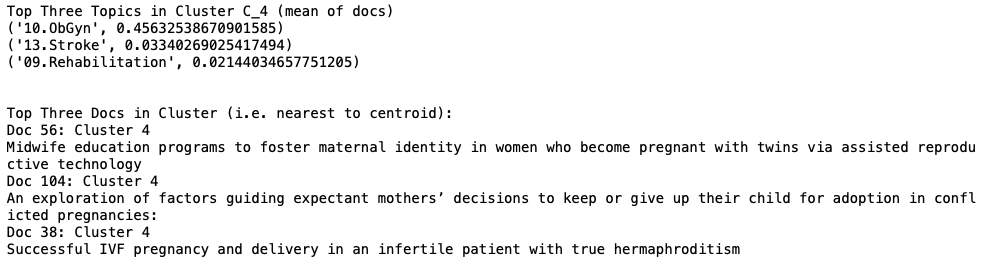 Top Three Topics in Cluster C_4 (mean of docs)
('10.ObGyn', 0.45632538670901585)
('13.Stroke', 0.03340269025417494)
('09.Rehabilitation', 0.02144034657751205)
Top Three Docs in Cluster (i.e. nearest to centroid):
Doc 56: Cluster 4
Midwife education programs to foster maternal identity in women who become pregnant with twins via assisted reprodu
ctive technology
Doc 104: Cluster 4
An exploration of factors guiding expectant mothers’ decisions to keep or give up their child for adoption in confl
icted pregnancies:
Doc 38: Cluster 4
Successful IVF pregnancy and delivery in an infertile patient with true hermaphroditism